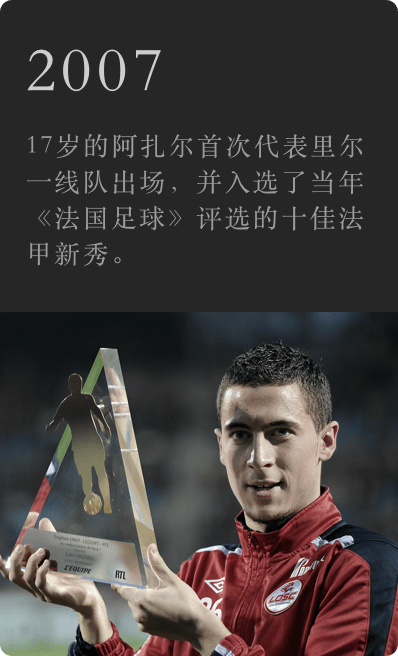 2007
17岁的阿扎尔首次代表里尔
一线队出场，并入选了当年
《法国足球》评选的十佳法
甲新秀。
L'EQUIPE RTL
LOSC